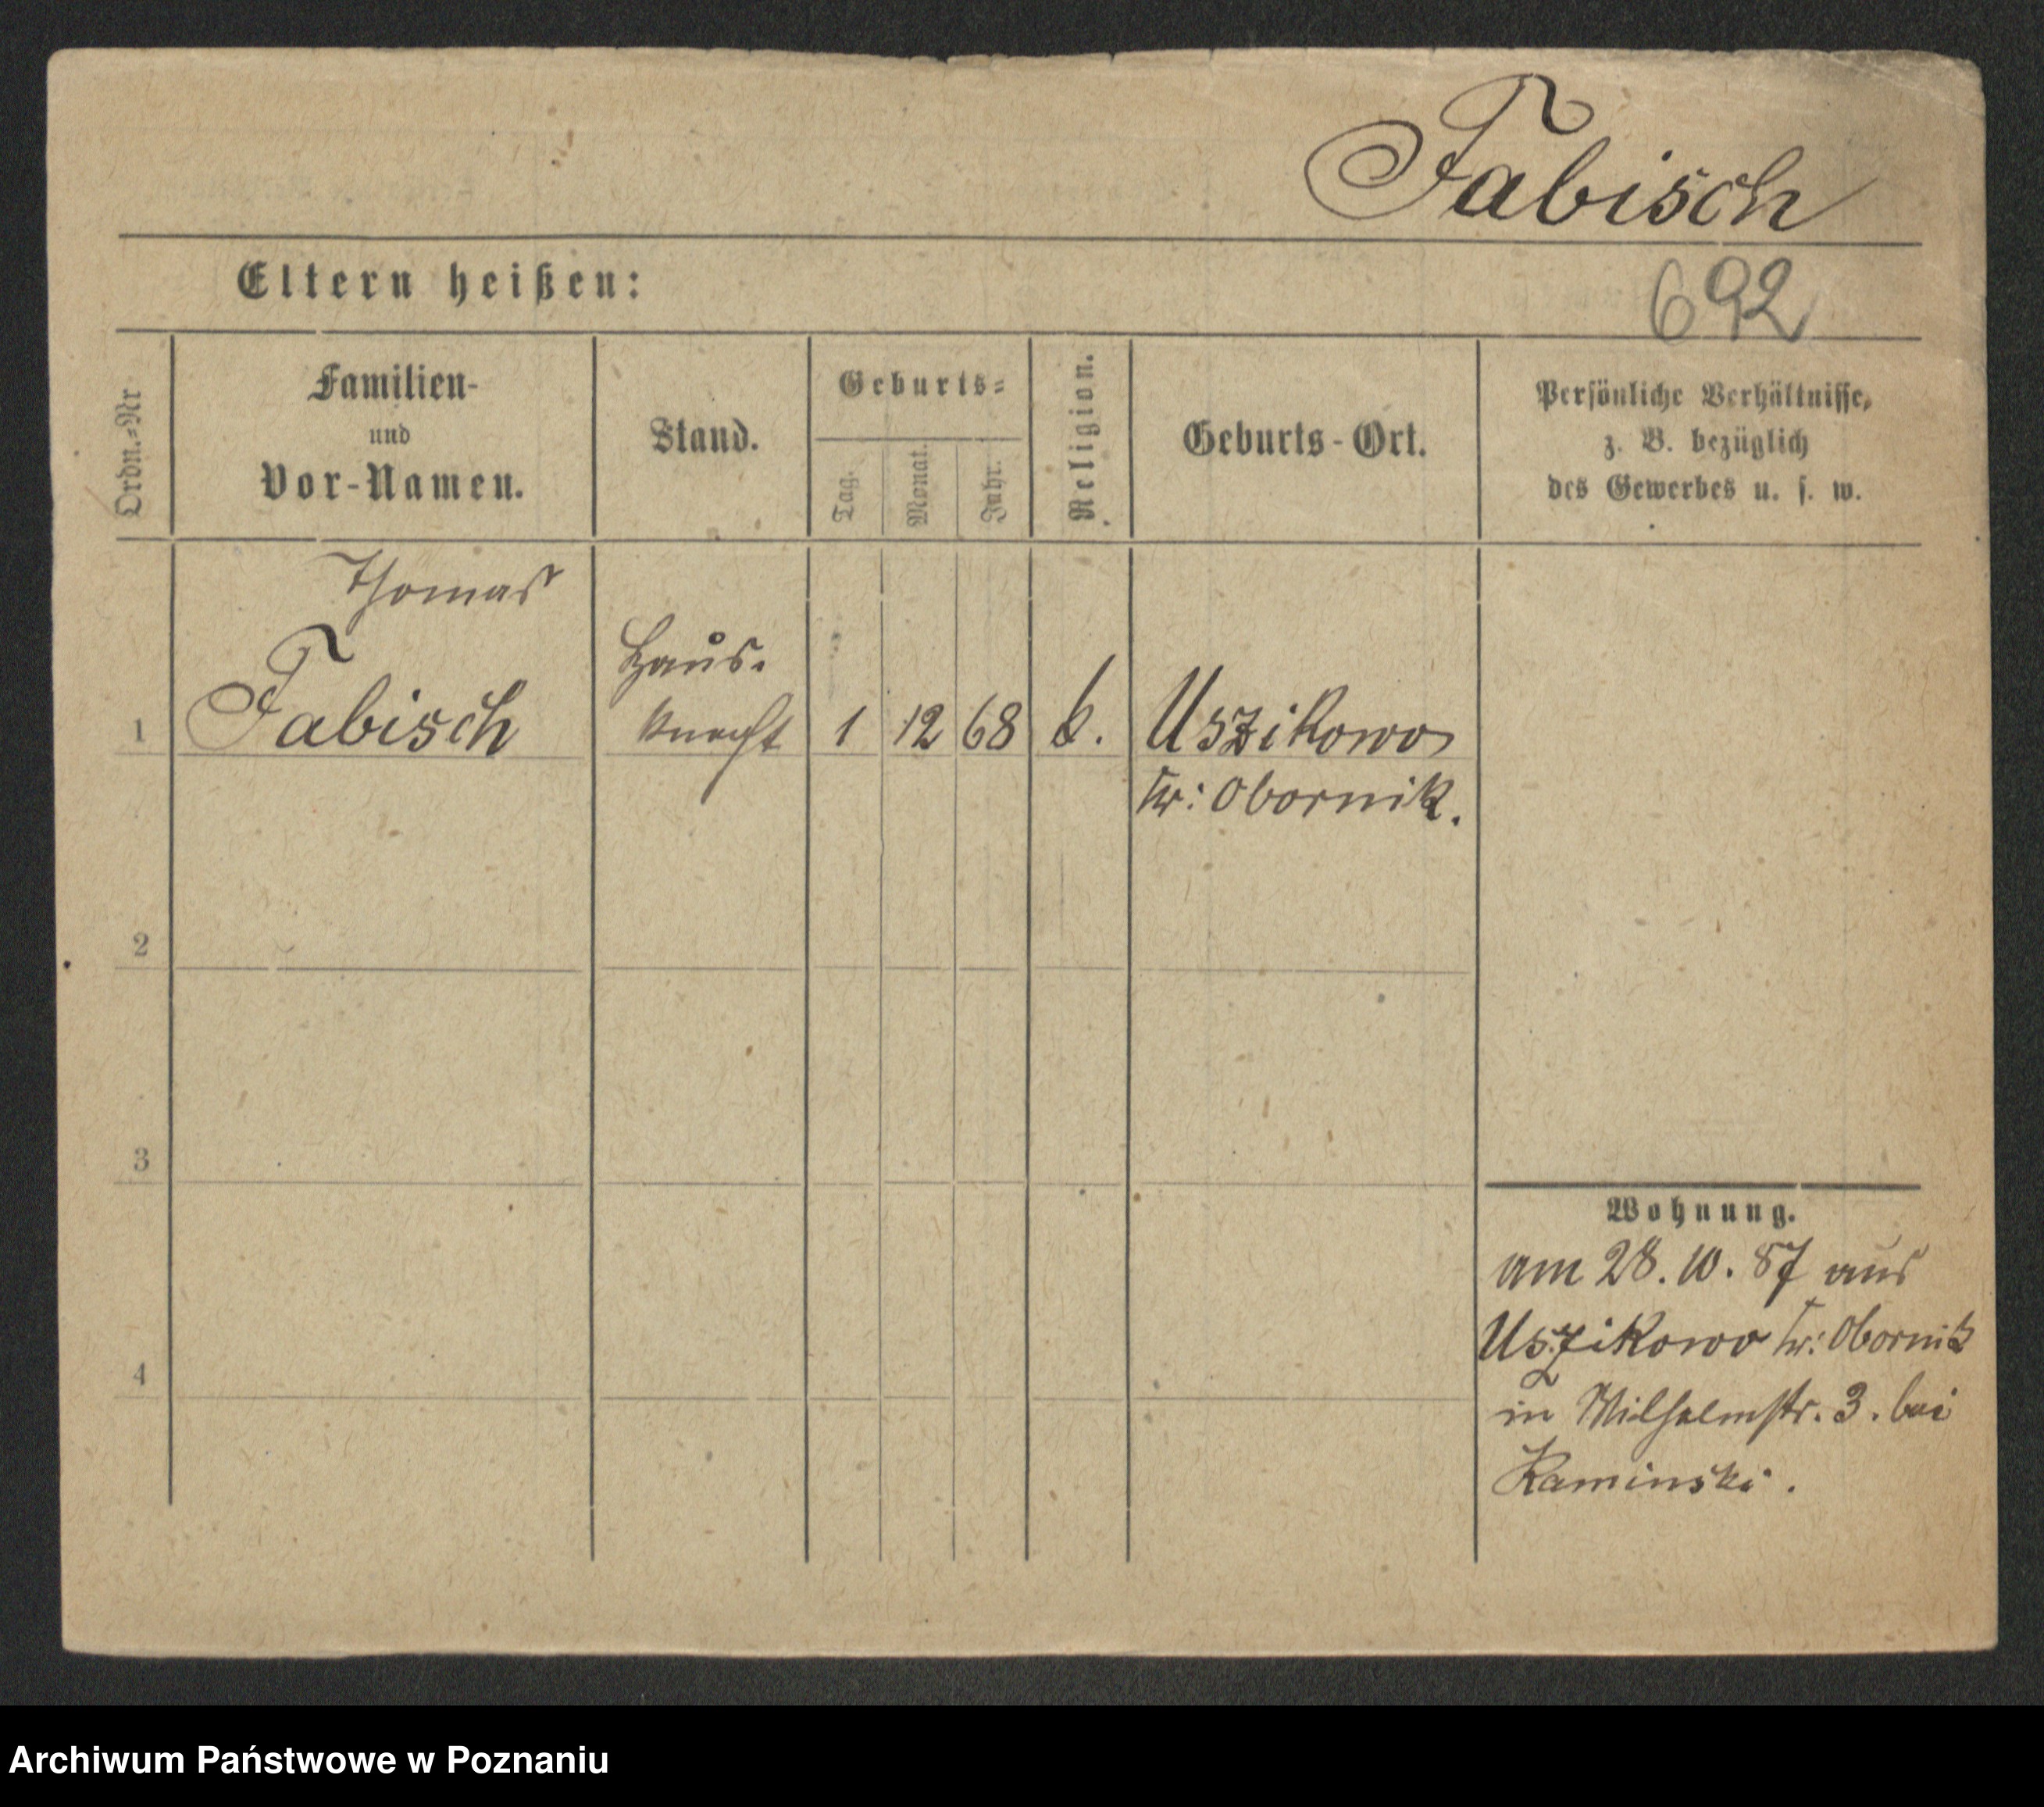 Fabisch
Eltern heißen:
692
Ordn.=Nr
Familien-
und
Vor-Namen.
Stand.
Geburts=
Tag.
Monat.
Jahr.
Religion.
Geburts-Ort.
Persönliche Verhältnisse,
z. B. bezüglich
des Gewerbes u. s. w.
Thomas
Haus-
1 Fabisch knecht 1 12 68 k. Uszikowo
Kr: Obornik.
2
3
4
Wohnung.
am 28. 10. 87 aus
Uszikowo Kr: Obornik
in Wilhelmstr. 3. bei
Kaminski.
Archiwum Państwowe w Poznaniu